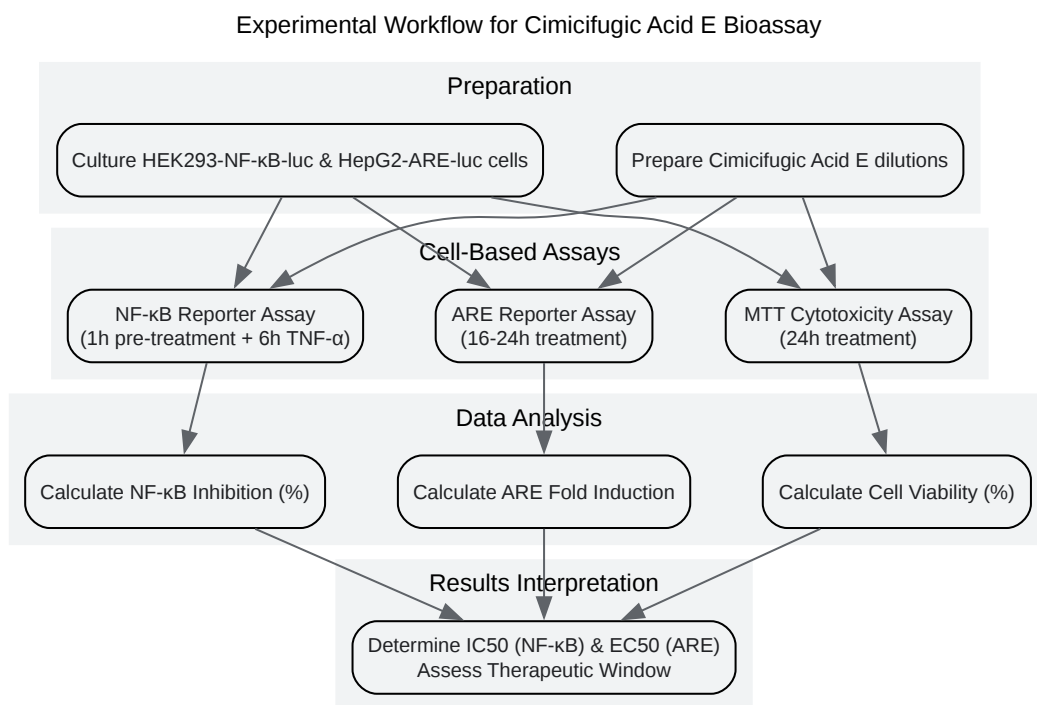 Experimental Workflow for Cimicifugic Acid E Bioassay
Preparation
Culture HEK293-NF-κB-luc & HepG2-ARE-luc cells
Prepare Cimicifugic Acid E dilutions
Cell-Based Assays
NF-κB Reporter Assay
(1h pre-treatment + 6h TNF-α)
ARE Reporter Assay
(16-24h treatment)
MTT Cytotoxicity Assay
(24h treatment)
Data Analysis
Calculate NF-κB Inhibition (%)
Calculate ARE Fold Induction
Calculate Cell Viability (%)
Results Interpretation
Determine IC50 (NF-κB) & EC50 (ARE)
Assess Therapeutic Window